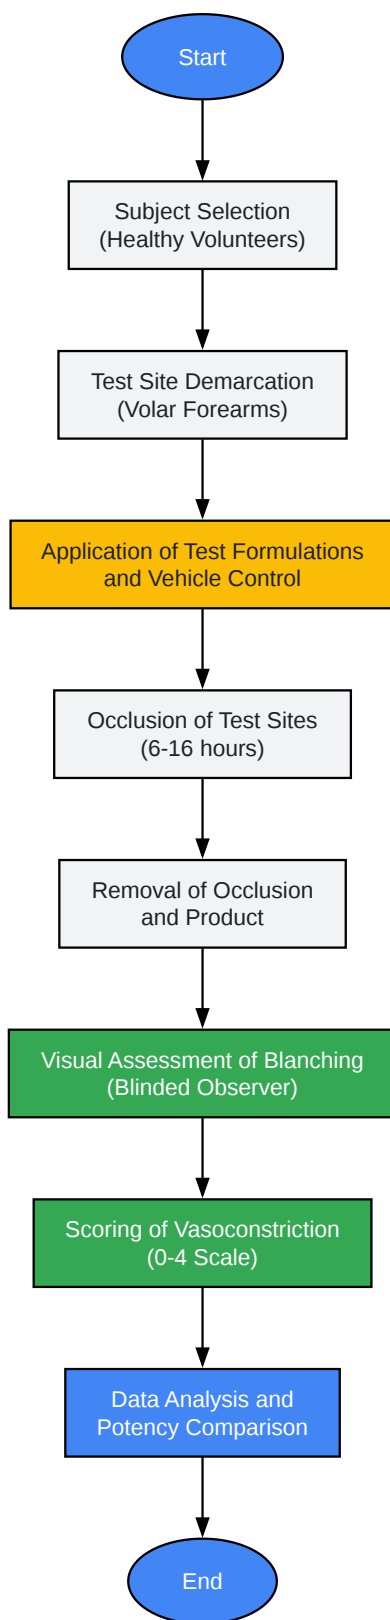 Start
Subject Selection
(Healthy Volunteers)
Test Site Demarcation
(Volar Forearms)
Application of Test Formulations
and Vehicle Control
Occlusion of Test Sites
(6-16 hours)
Removal of Occlusion
and Product
Visual Assessment of Blanching
(Blinded Observer)
Scoring of Vasoconstriction
(0-4 Scale)
Data Analysis and
Potency Comparison
End